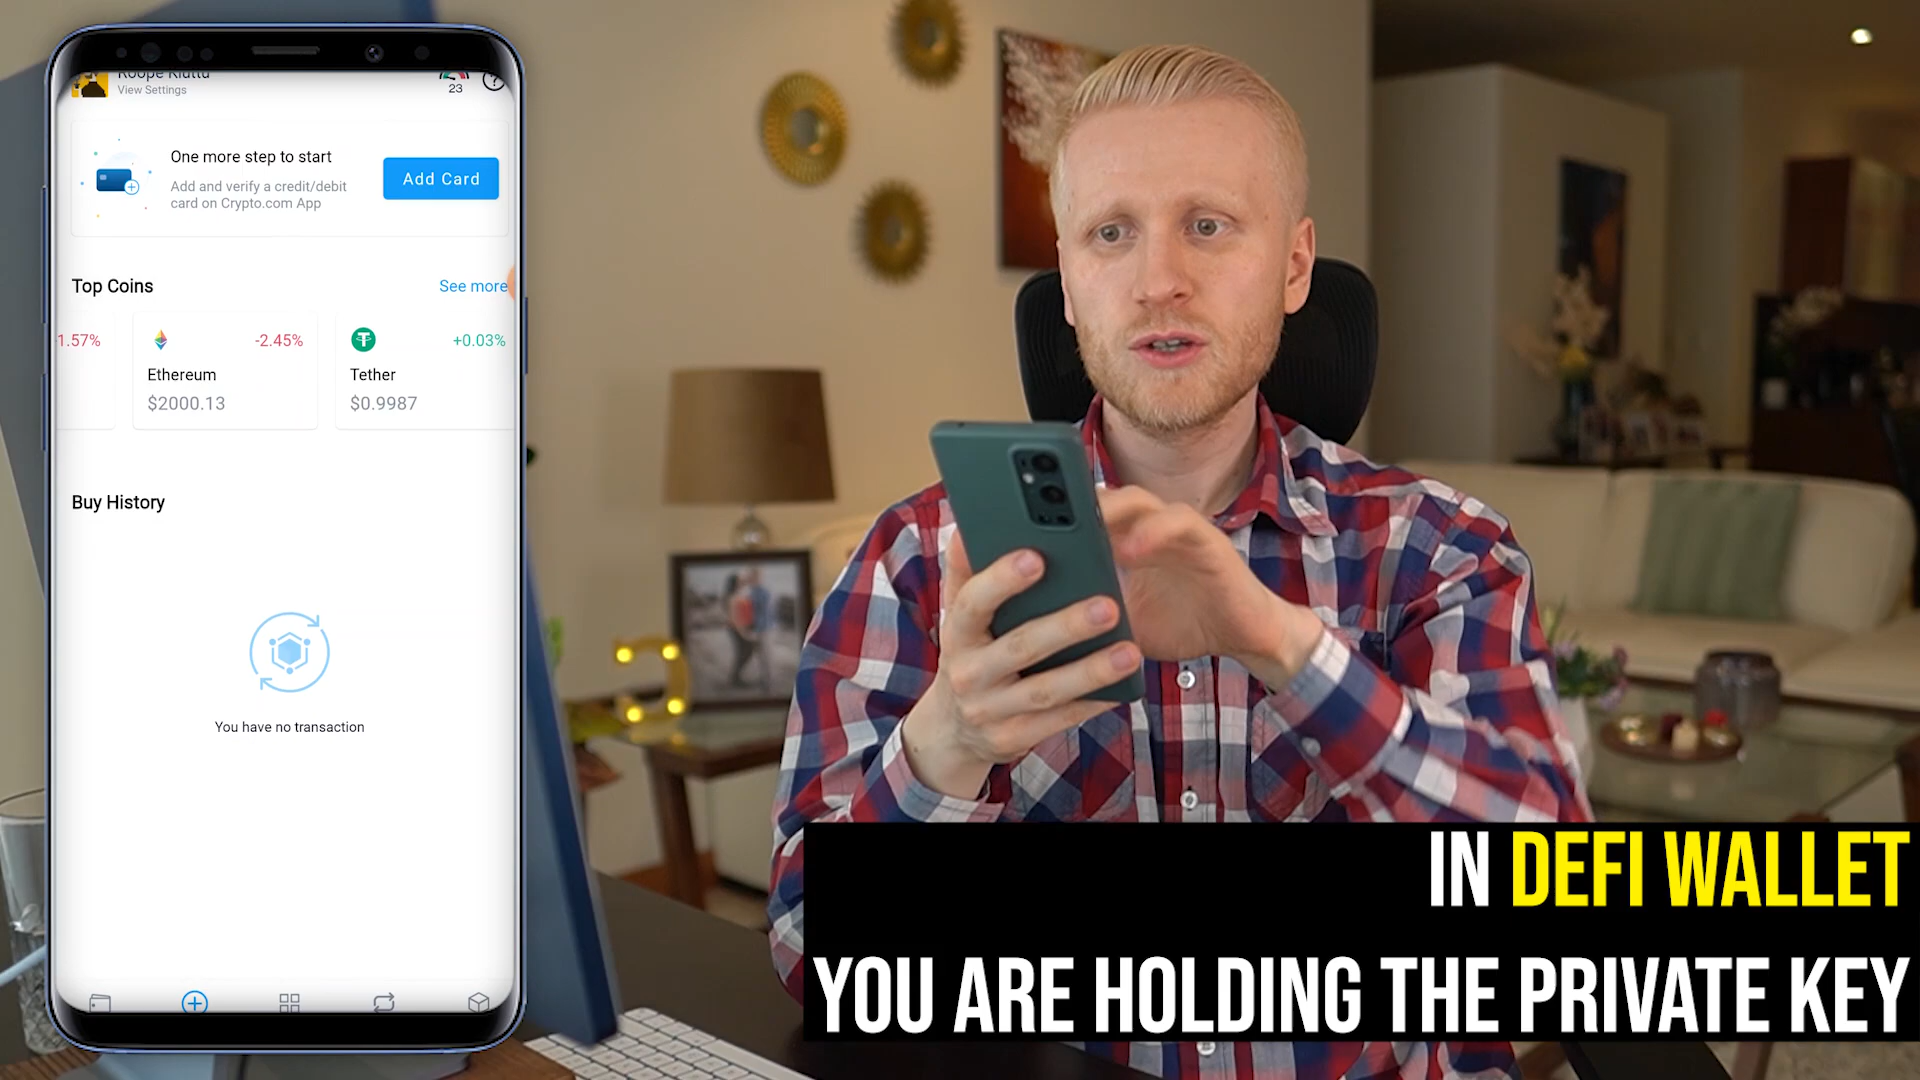 View Settings
23
?
One more step to start
Add and verify a credit/debit
card on Crypto.com App
Add Card
Top Coins
See more
1.57%
-2.45%
Ethereum
$2000.13
+0.03%
Tether
$0.9987
Buy History
You have no transaction
IN DEFI WALLET
YOU ARE HOLDING THE PRIVATE KEY